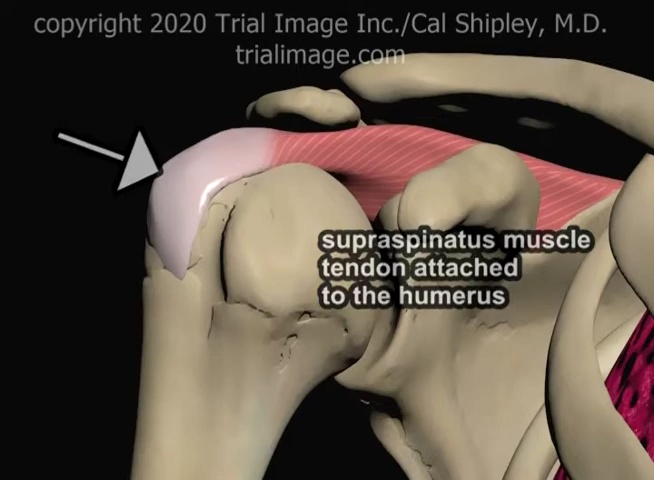 copyright 2020 Trial Image Inc./Cal Shipley, M.D.
trialimage.com
supraspinatus muscle
tendon attached
to the humerus